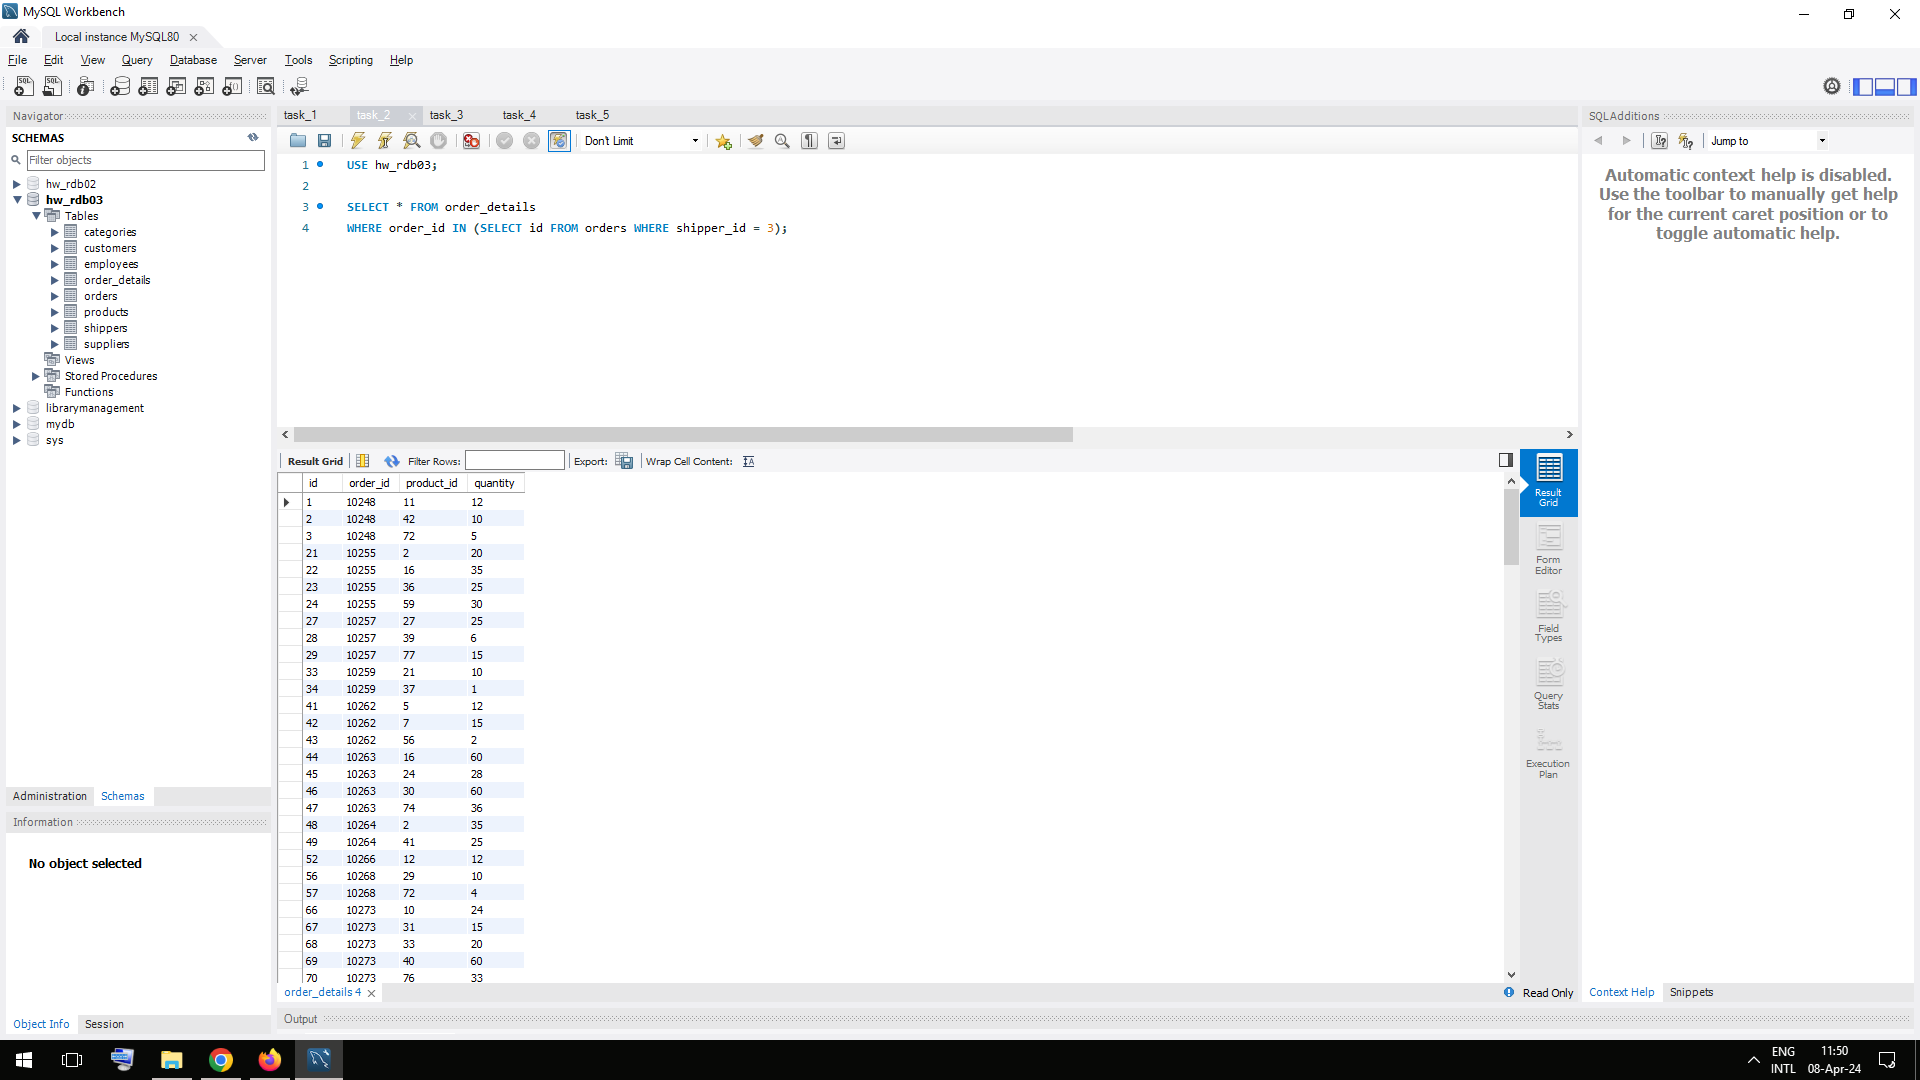 MySQL Workbench
Local instance MySQL80
File Edit View Query Database Server Tools Scripting Help
Navigator
SCHEMAS
Filter objects
hw_rdb02
hw_rdb03
Tables
categories
customers
employees
order_details
orders
products
shippers
suppliers
Views
Stored Procedures
Functions
librarymanagement
mydb
sys
Administration Schemas
Information
No object selected
Object Info Session
task_1 task_2 task_3 task_4 task_5
Don't Limit
1 USE hw_rdb03;
2
3 SELECT * FROM order_details
4 WHERE order_id IN (SELECT id FROM orders WHERE shipper_id = 3);
Result Grid Filter Rows: Export: Wrap Cell Content:
id order_id product_id quantity
1 10248 11 12
2 10248 42 10
3 10248 72 5
21 10255 2 20
22 10255 16 35
23 10255 36 25
24 10255 59 30
27 10257 27 25
28 10257 39 6
29 10257 77 15
33 10259 21 10
34 10259 37 1
41 10262 5 12
42 10262 7 15
43 10262 56 2
44 10263 16 60
45 10263 24 28
46 10263 30 60
47 10263 74 36
48 10264 2 35
49 10264 41 25
52 10266 12 12
56 10268 29 10
57 10268 72 4
66 10273 10 24
67 10273 31 15
68 10273 33 20
69 10273 40 60
70 10273 76 33
Result
Grid
Form
Editor
Field
Types
Query
Stats
Execution
Plan
order_details 4
Read Only
Output
SQLAdditions
Jump to
Automatic context help is disabled.
Use the toolbar to manually get help
for the current caret position or to
toggle automatic help.
Context Help Snippets
ENG
INTL
11:50
08-Apr-24